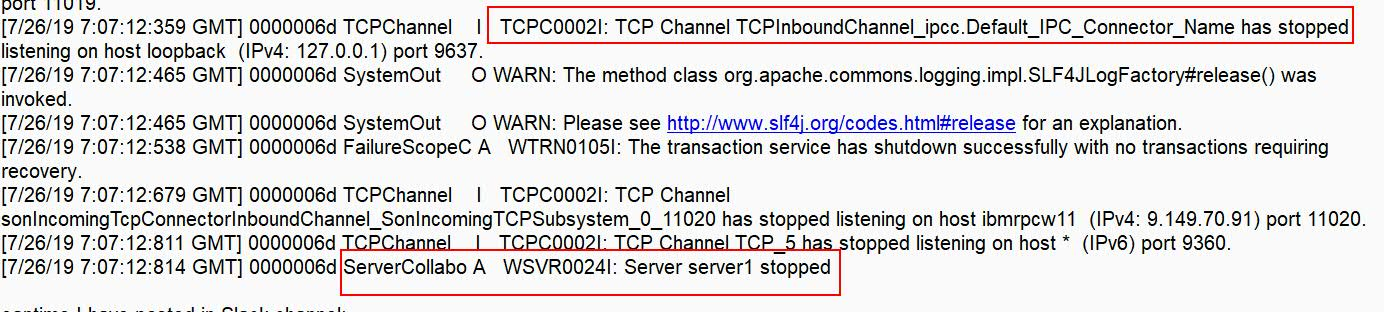 port 11019.
[7/26/19 7:07:12:359 GMT] 0000006d TCPChannel I TCPC0002I: TCP Channel TCPInboundChannel_ipcc.Default_IPC_Connector_Name has stopped
listening on host loopback (IPv4: 127.0.0.1) port 9637.
[7/26/19 7:07:12:465 GMT] 0000006d SystemOut O WARN: The method class org.apache.commons.logging.impl.SLF4JLogFactory#release() was
invoked.
[7/26/19 7:07:12:465 GMT] 0000006d SystemOut O WARN: Please see http://www.slf4j.org/codes.html#release for an explanation.
[7/26/19 7:07:12:538 GMT] 0000006d FailureScopeC A WTRN0105I: The transaction service has shutdown successfully with no transactions requiring
recovery.
[7/26/19 7:07:12:679 GMT] 0000006d TCPChannel I TCPC0002I: TCP Channel
sonIncomingTcpConnectorInboundChannel_SonIncomingTCPSubsystem_0_11020 has stopped listening on host ibmrpcw11 (IPv4: 9.149.70.91) port 11020.
[7/26/19 7:07:12:811 GMT] 0000006d TCPChannel I TCPC0002I: TCP Channel TCP_5 has stopped listening on host * (IPv6) port 9360.
[7/26/19 7:07:12:814 GMT] 0000006d ServerCollabo A WSVR0024I: Server server1 stopped
eantime I have posted in Slack channel: